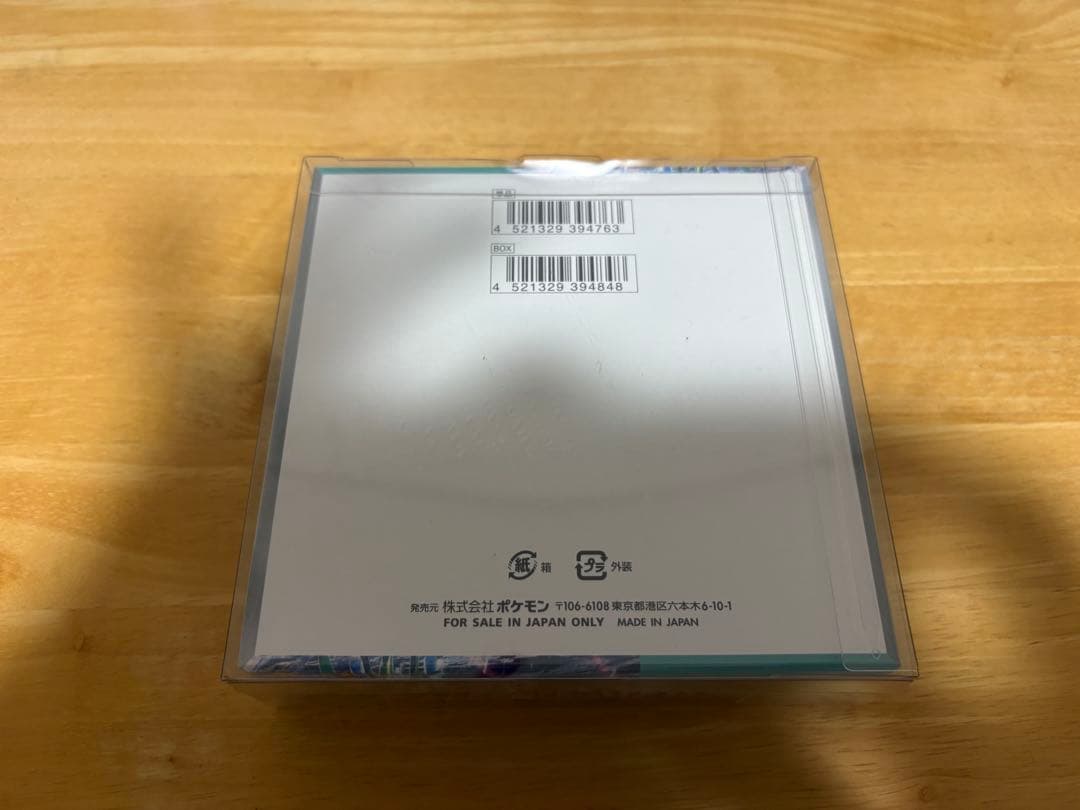 単品
4 521329 394763
BOX
4 521329 394848
紙 箱 プラ 外装
発売元 株式会社ポケモン 〒106-6108 東京都港区六本木6-10-1
FOR SALE IN JAPAN ONLY MADE IN JAPAN